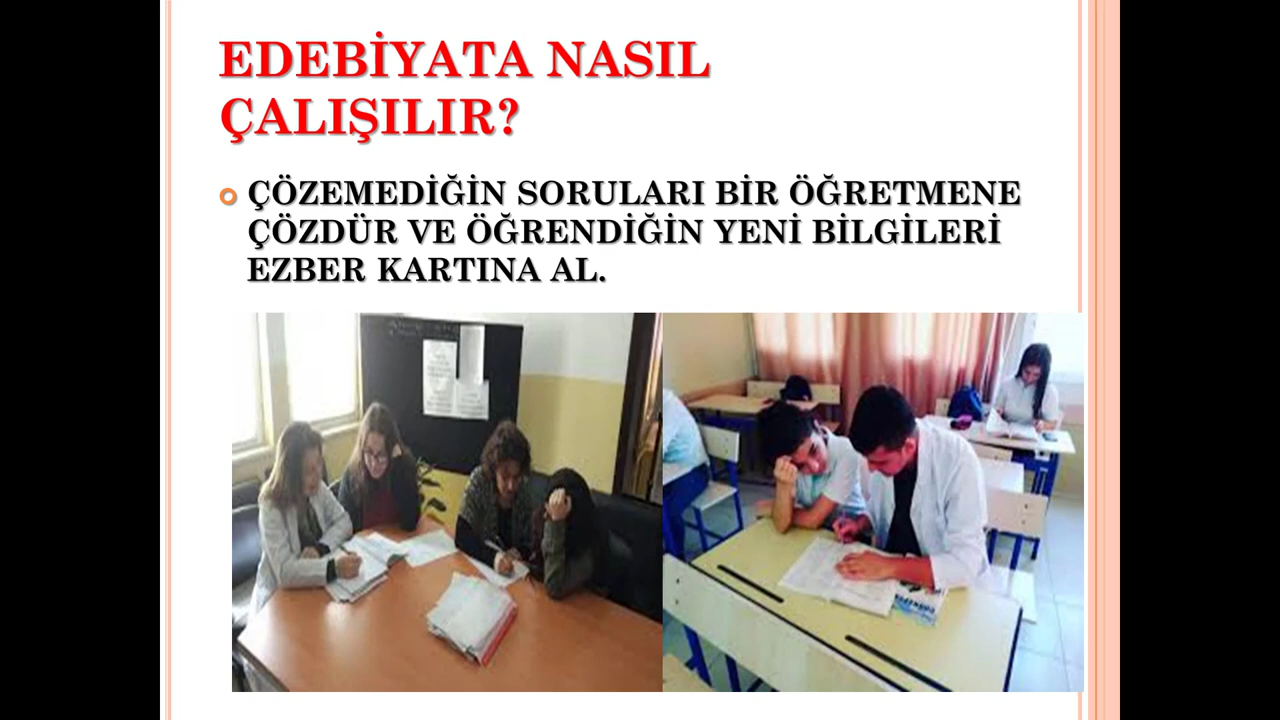 EDEBİYATA NASIL
ÇALIŞILIR?
ÇÖZEMEDİĞİN SORULARI BİR ÖĞRETMENE
ÇÖZDÜR VE ÖĞRENDİĞİN YENİ BİLGİLERİ
EZBER KARTINA AL.